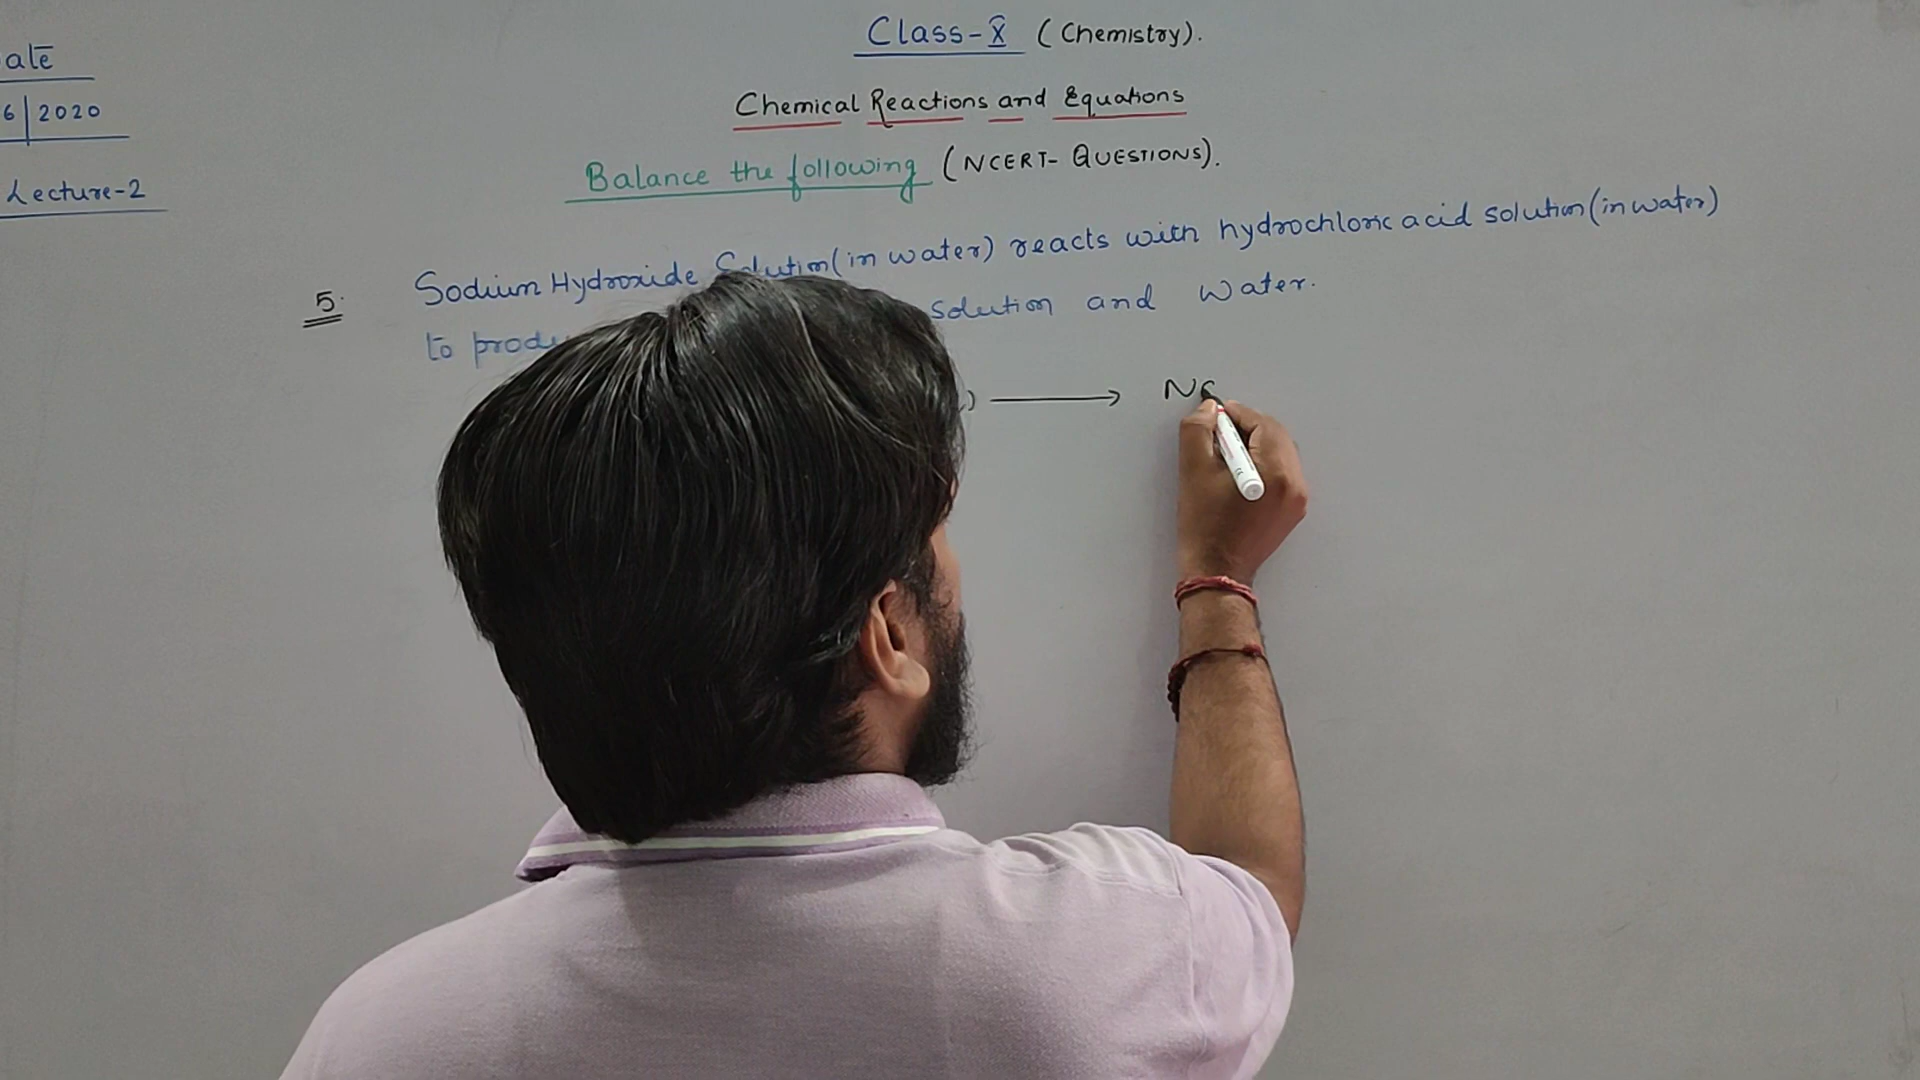 Class-X (Chemistry).
ate
Chemical Reactions and Equations
6 | 2020
Balance the following (NCERT- QUESTIONS).
Lecture-2
5. Sodium Hydroxide Solution (in water) reacts with hydrochloric acid solution (in water)
to produ solution and water.
) → Na